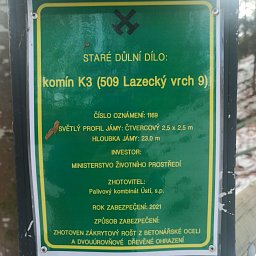 STARÉ DŮLNÍ DÍLO:
komín K3 (509 Lazecký vrch 9)
ČÍSLO OZNÁMENÍ: 1169
SVĚTLÝ PROFIL JÁMY: ČTVERCOVÝ 2,5 x 2,5 m
HLOUBKA JÁMY: 23,0 m
INVESTOR:
MINISTERSTVO ŽIVOTNÍHO PROSTŘEDÍ
ZHOTOVITEL:
Palivový kombinát Ústí, s.p.
ROK ZABEZPEČENÍ: 2021
ZPŮSOB ZABEZPEČENÍ:
ZHOTOVEN ZÁKRYTOVÝ ROŠT Z BETONÁŘSKÉ OCELI
A DVOUÚROVŇOVÉ DŘEVĚNÉ OHRAZENÍ